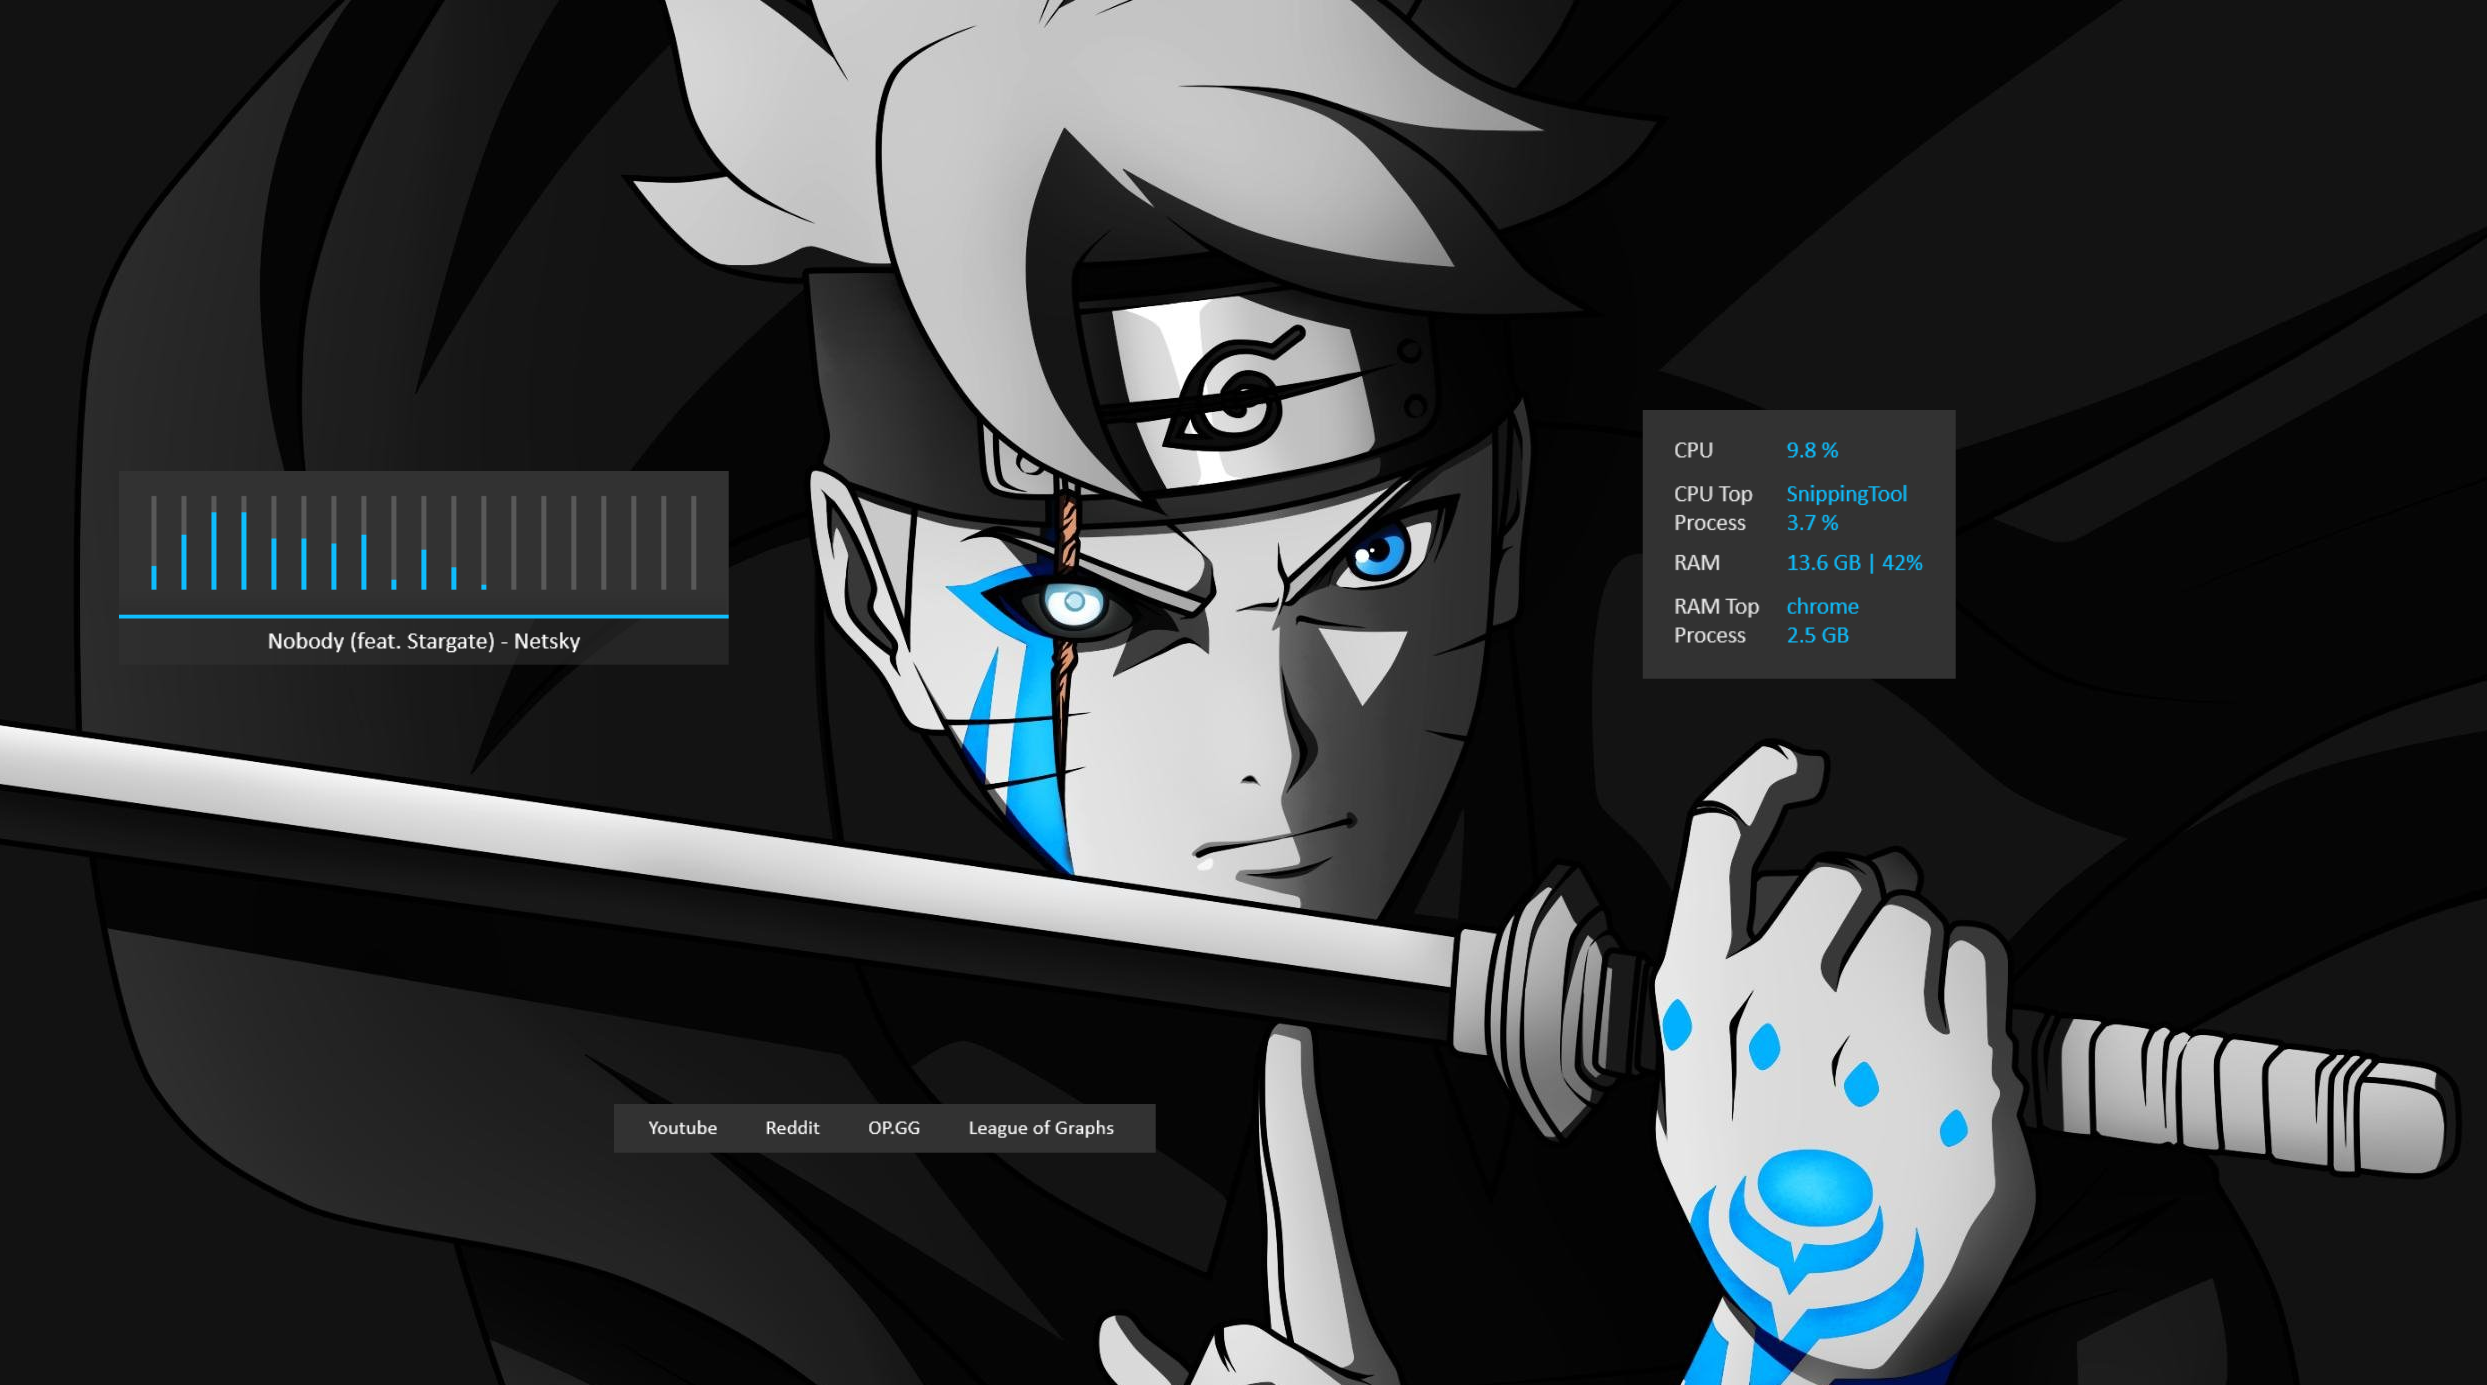 Nobody (feat. Stargate) - Netsky
CPU 9.8 %
CPU Top SnippingTool
Process 3.7 %
RAM 13.6 GB | 42%
RAM Top chrome
Process 2.5 GB
Youtube Reddit OP.GG League of Graphs